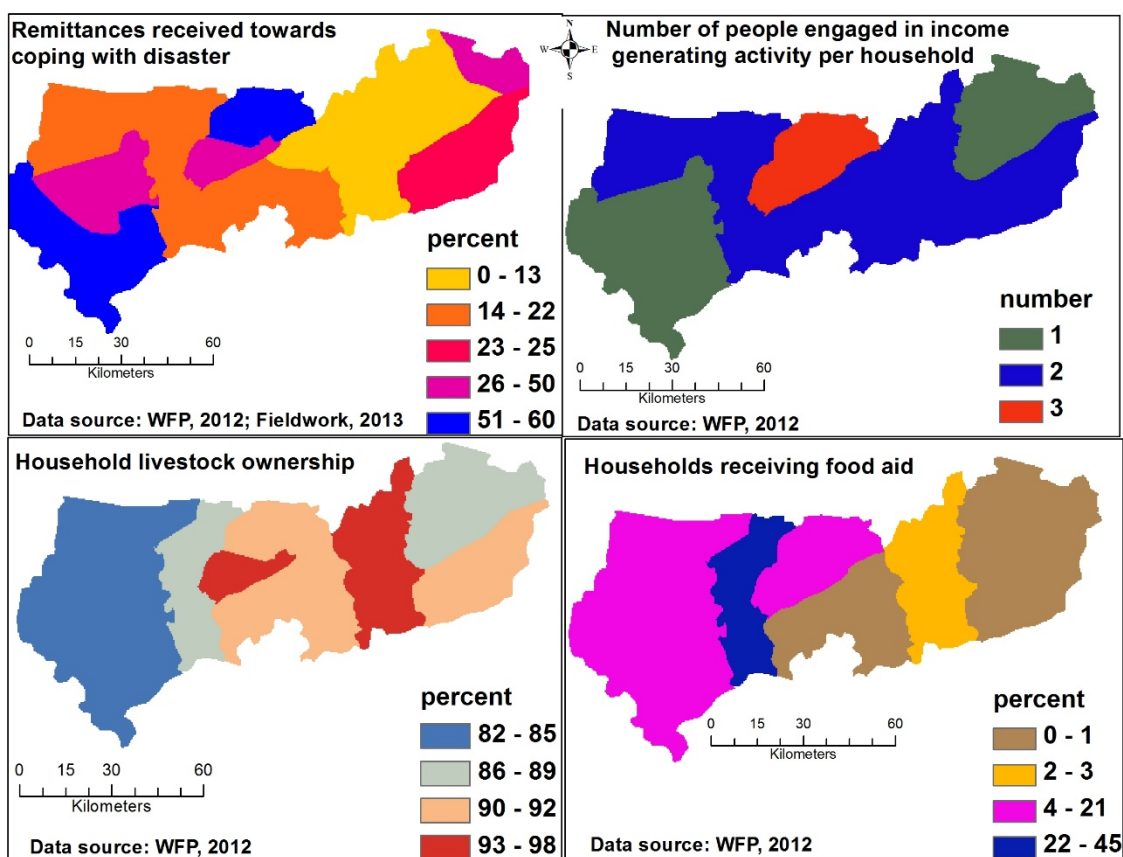 Remittances received towards
coping with disaster
percent
0 - 13
14 - 22
23 - 25
26 - 50
51 - 60
0 15 30 60
Kilometers
Data source: WFP, 2012; Fieldwork, 2013
N
W E
S
Number of people engaged in income
generating activity per household
number
1
2
3
0 15 30 60
Kilometers
Data source: WFP, 2012
Household livestock ownership
percent
82 - 85
86 - 89
90 - 92
93 - 98
0 15 30 60
Kilometers
Data source: WFP, 2012
Households receiving food aid
percent
0 - 1
2 - 3
4 - 21
22 - 45
0 15 30 60
Kilometers
Data source: WFP, 2012